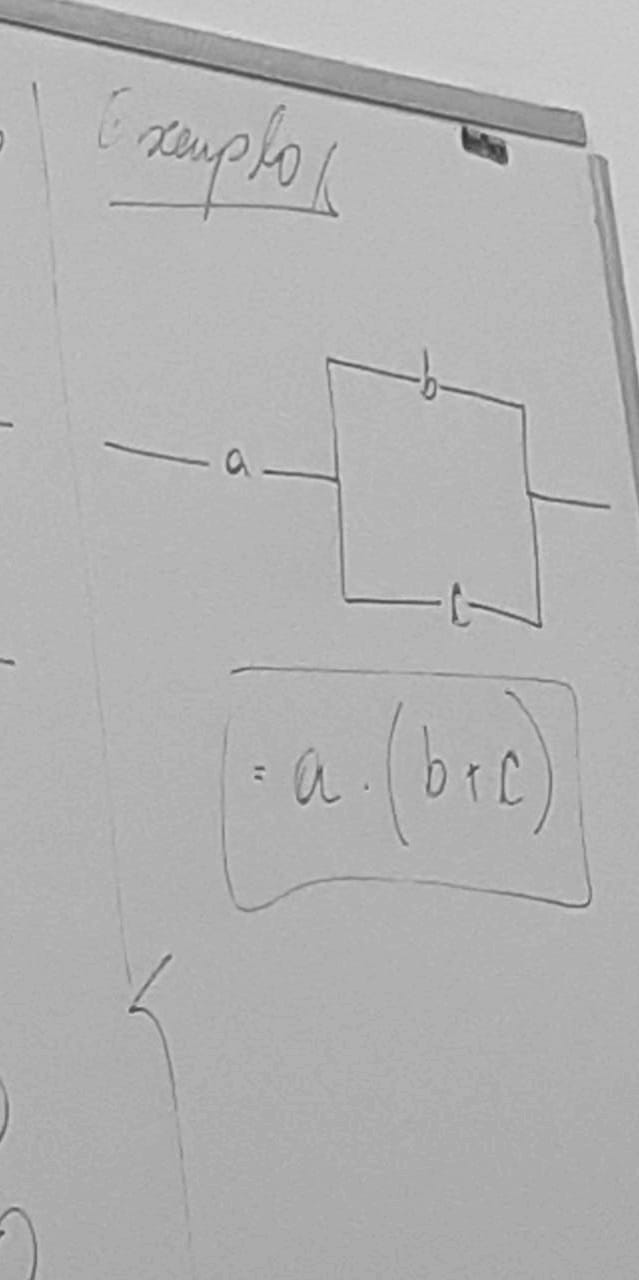 Exemplo 1
b
a
c
= a . (b+c)